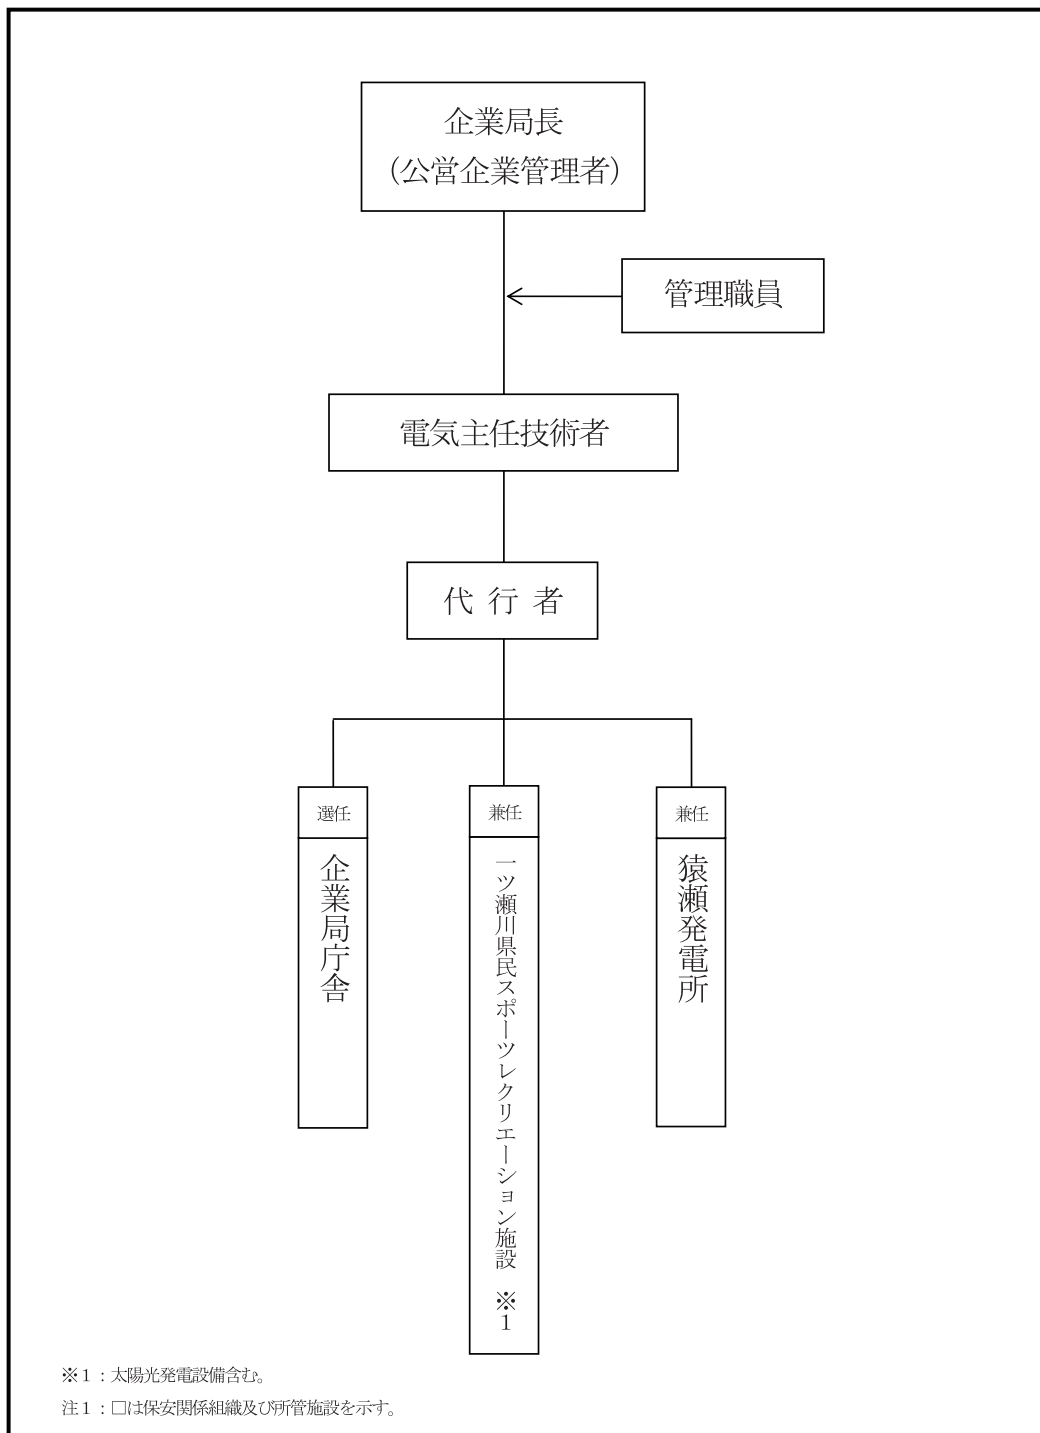 企業局長
（公営企業管理者）
管理職員
電気主任技術者
代 行 者
選任
企業局庁舎
兼任
一ツ瀬川県民スポーツレクリエーション施設　※１
兼任
猿瀬発電所
※１：太陽光発電設備含む。
注１：□は保安関係組織及び所管施設を示す。